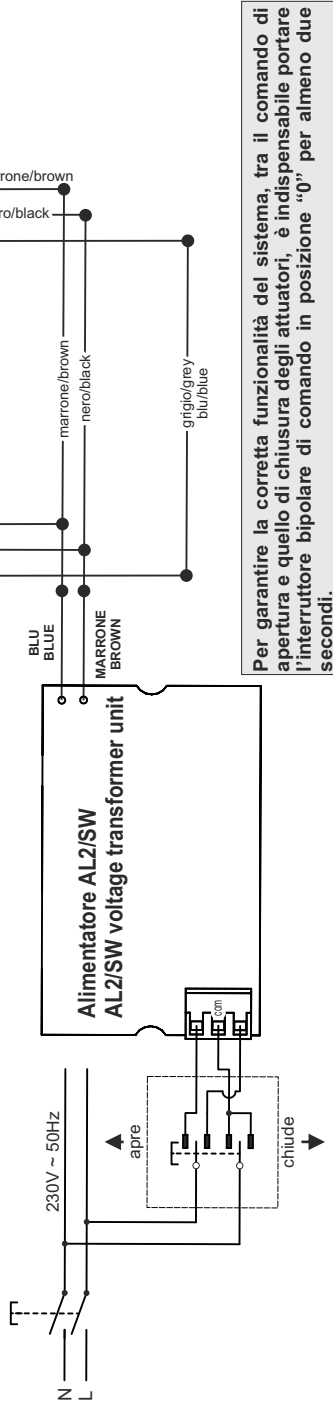 N
L
230V ~ 50Hz
apre
chiude
com
Alimentatore AL2/SW
AL2/SW voltage transformer unit
BLU
BLUE
MARRONE
BROWN
marrone/brown
nero/black
grigio/grey
blu/blue
rone/brown
ro/black
Per garantire la corretta funzionalità del sistema, tra il comando di
apertura e quello di chiusura degli attuatori, è indispensabile portare
l'interruttore bipolare di comando in posizione “0” per almeno due
secondi.